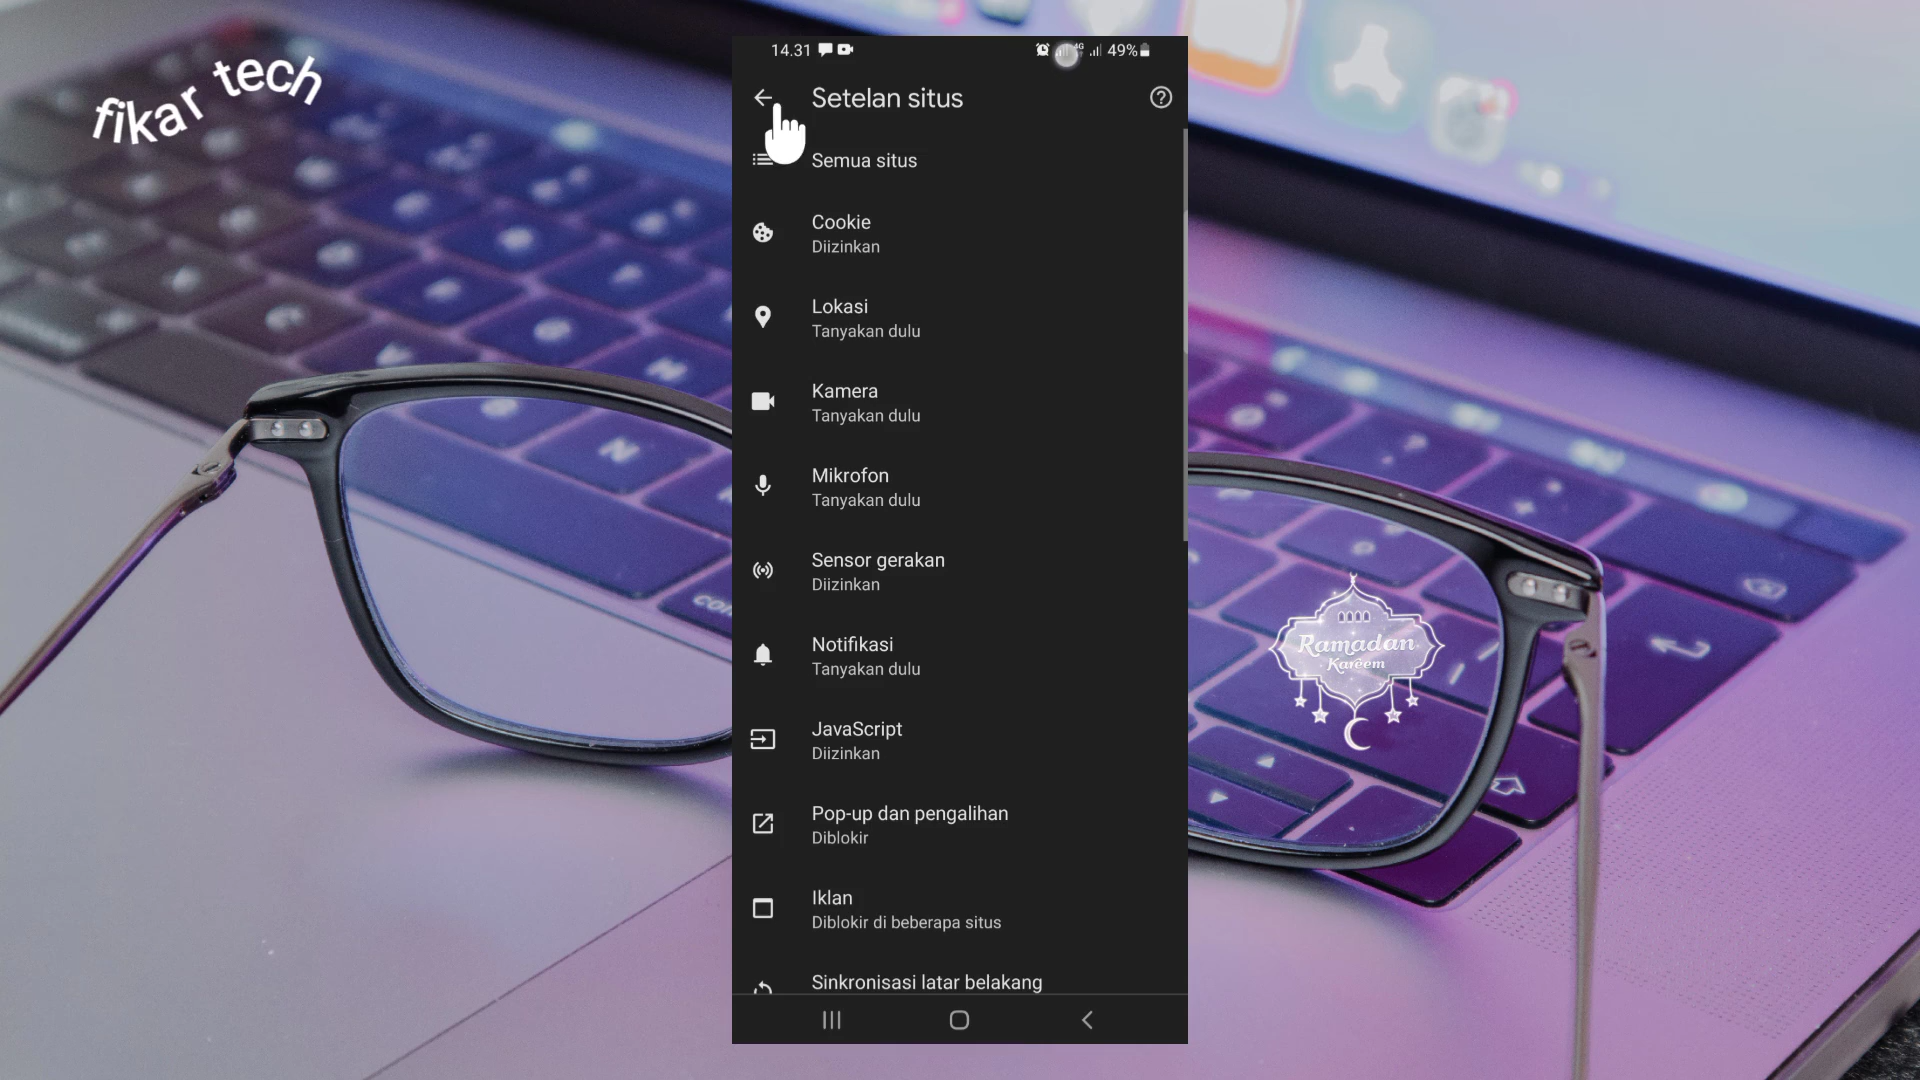 fikar tech
14.31
4G
49%
Setelan situs
Semua situs
Cookie
Diizinkan
Lokasi
Tanyakan dulu
Kamera
Tanyakan dulu
Mikrofon
Tanyakan dulu
Sensor gerakan
Diizinkan
Notifikasi
Tanyakan dulu
JavaScript
Diizinkan
Pop-up dan pengalihan
Diblokir
Iklan
Diblokir di beberapa situs
Sinkronisasi latar belakang
Ramadan
Kareem